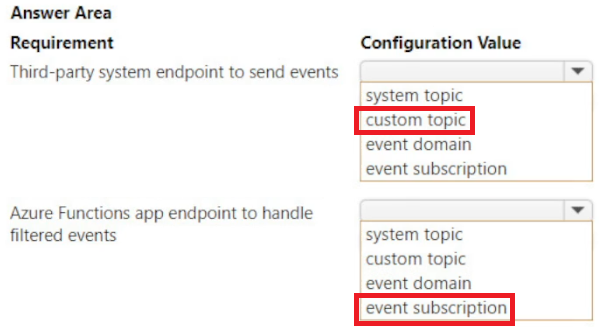 Answer Area
Requirement Configuration Value
Third-party system endpoint to send events
system topic
custom topic
event domain
event subscription
Azure Functions app endpoint to handle
filtered events
system topic
custom topic
event domain
event subscription